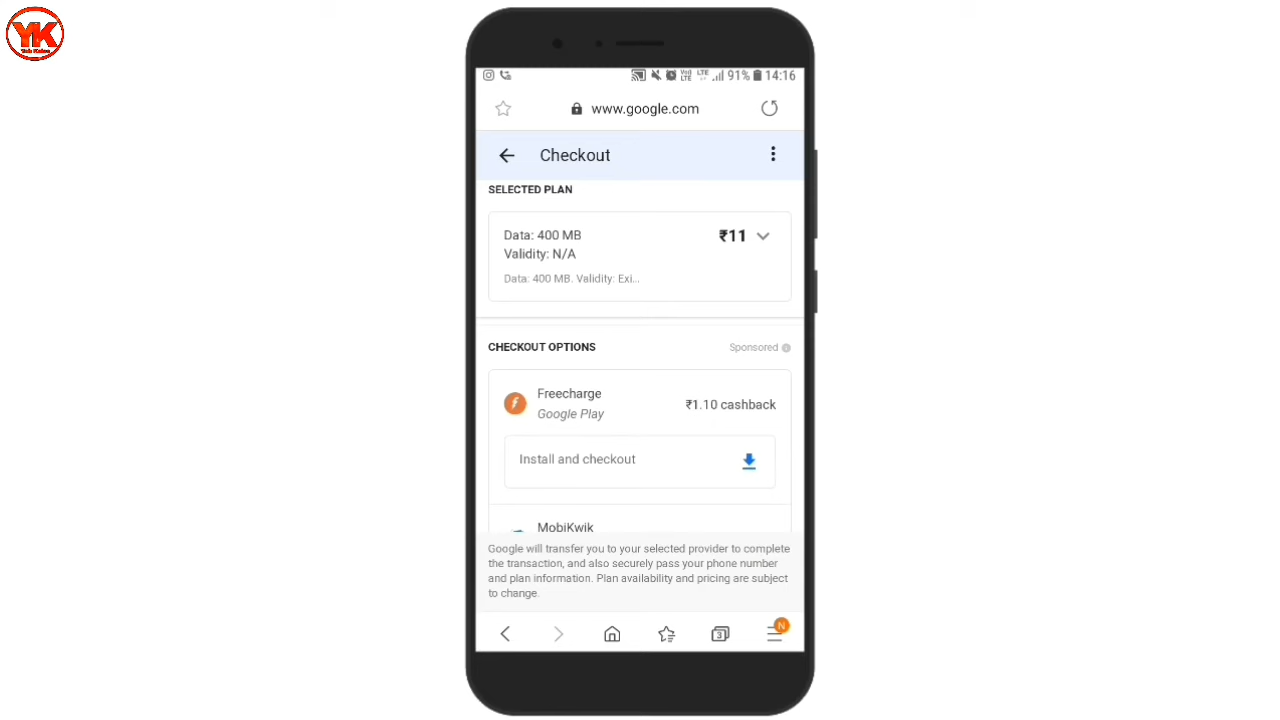 YK
91% 14:16
www.google.com
Checkout
SELECTED PLAN
Data: 400 MB
₹11
Validity: N/A
Data: 400 MB. Validity: Exi...
CHECKOUT OPTIONS
Sponsored
Freecharge
Google Play
₹1.10 cashback
Install and checkout
MobiKwik
Google will transfer you to your selected provider to complete
the transaction, and also securely pass your phone number
and plan information. Plan availability and pricing are subject
to change.
3
N